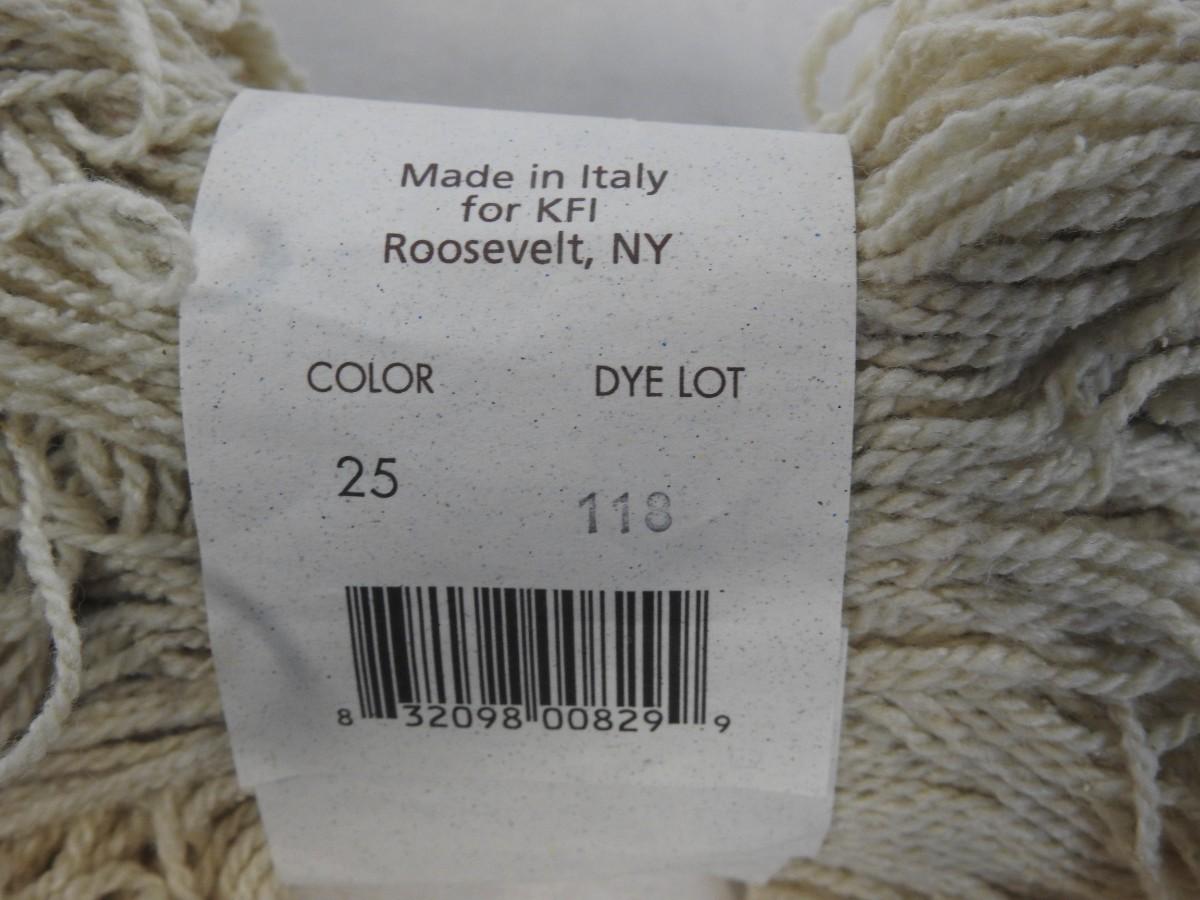 Made in Italy
for KFI
Roosevelt, NY
COLOR DYE LOT
25 118
8 32098 00829 9